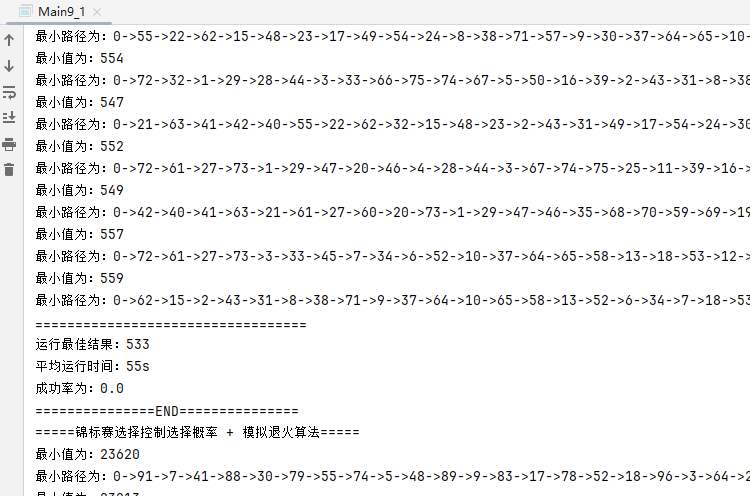 Main9_1
最小路径为：0->55->22->62->15->48->23->17->49->54->24->8->38->71->57->9->30->37->64->65->10-
最小值为：554
最小路径为：0->72->32->1->29->28->44->3->33->66->75->74->67->5->50->16->39->2->43->31->8->38
最小值为：547
最小路径为：0->21->63->41->42->40->55->22->62->32->15->48->23->2->43->31->49->17->54->24->30
最小值为：552
最小路径为：0->72->61->27->73->1->29->47->20->46->4->28->44->3->67->74->75->25->11->39->16->
最小值为：549
最小路径为：0->42->40->41->63->21->61->27->60->20->73->1->29->47->46->35->68->70->59->69->19
最小值为：557
最小路径为：0->72->61->27->73->3->33->45->7->34->6->52->10->37->64->65->58->13->18->53->12->
最小值为：559
最小路径为：0->62->15->2->43->31->8->38->71->9->37->64->10->65->58->13->52->6->34->7->18->53
==================================
运行最佳结果：533
平均运行时间：55s
成功率为：0.0
===============END===============
=====锦标赛选择控制选择概率 + 模拟退火算法=====
最小值为：23620
最小路径为：0->91->7->41->88->30->79->55->74->5->48->89->9->83->17->78->52->18->96->3->64->2